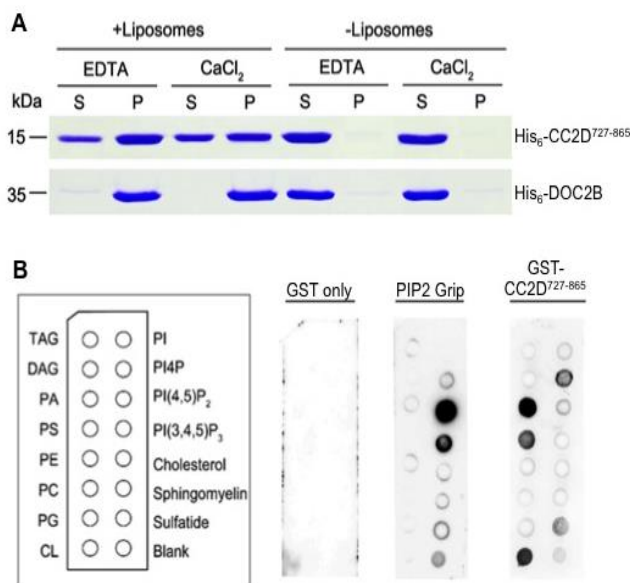 A
+Liposomes -Liposomes
EDTA CaCl2 EDTA CaCl2
kDa S P S P S P S P
15 His6-CC2D727-865
35 His6-DOC2B
B
GST only PIP2 Grip GST-
CC2D727-865
TAG PI
DAG PI4P
PA PI(4,5)P2
PS PI(3,4,5)P3
PE Cholesterol
PC Sphingomyelin
PG Sulfatide
CL Blank